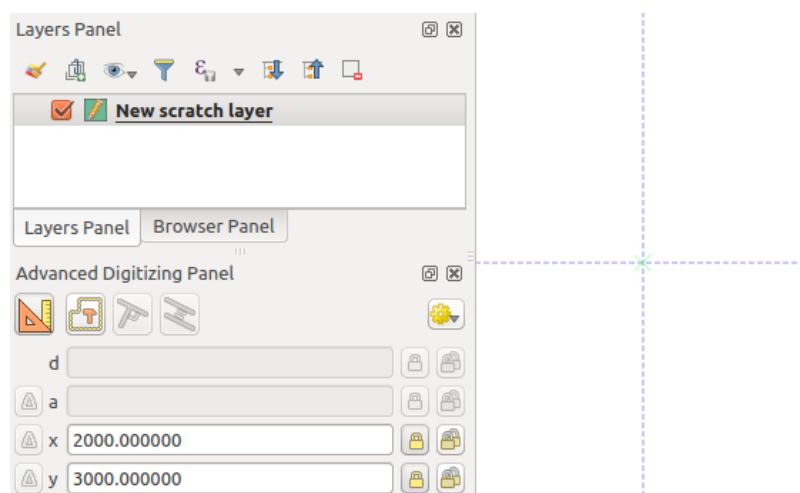 Layers Panel
ε
New scratch layer
Layers Panel Browser Panel
Advanced Digitizing Panel
d
a
x 2000.000000
y 3000.000000